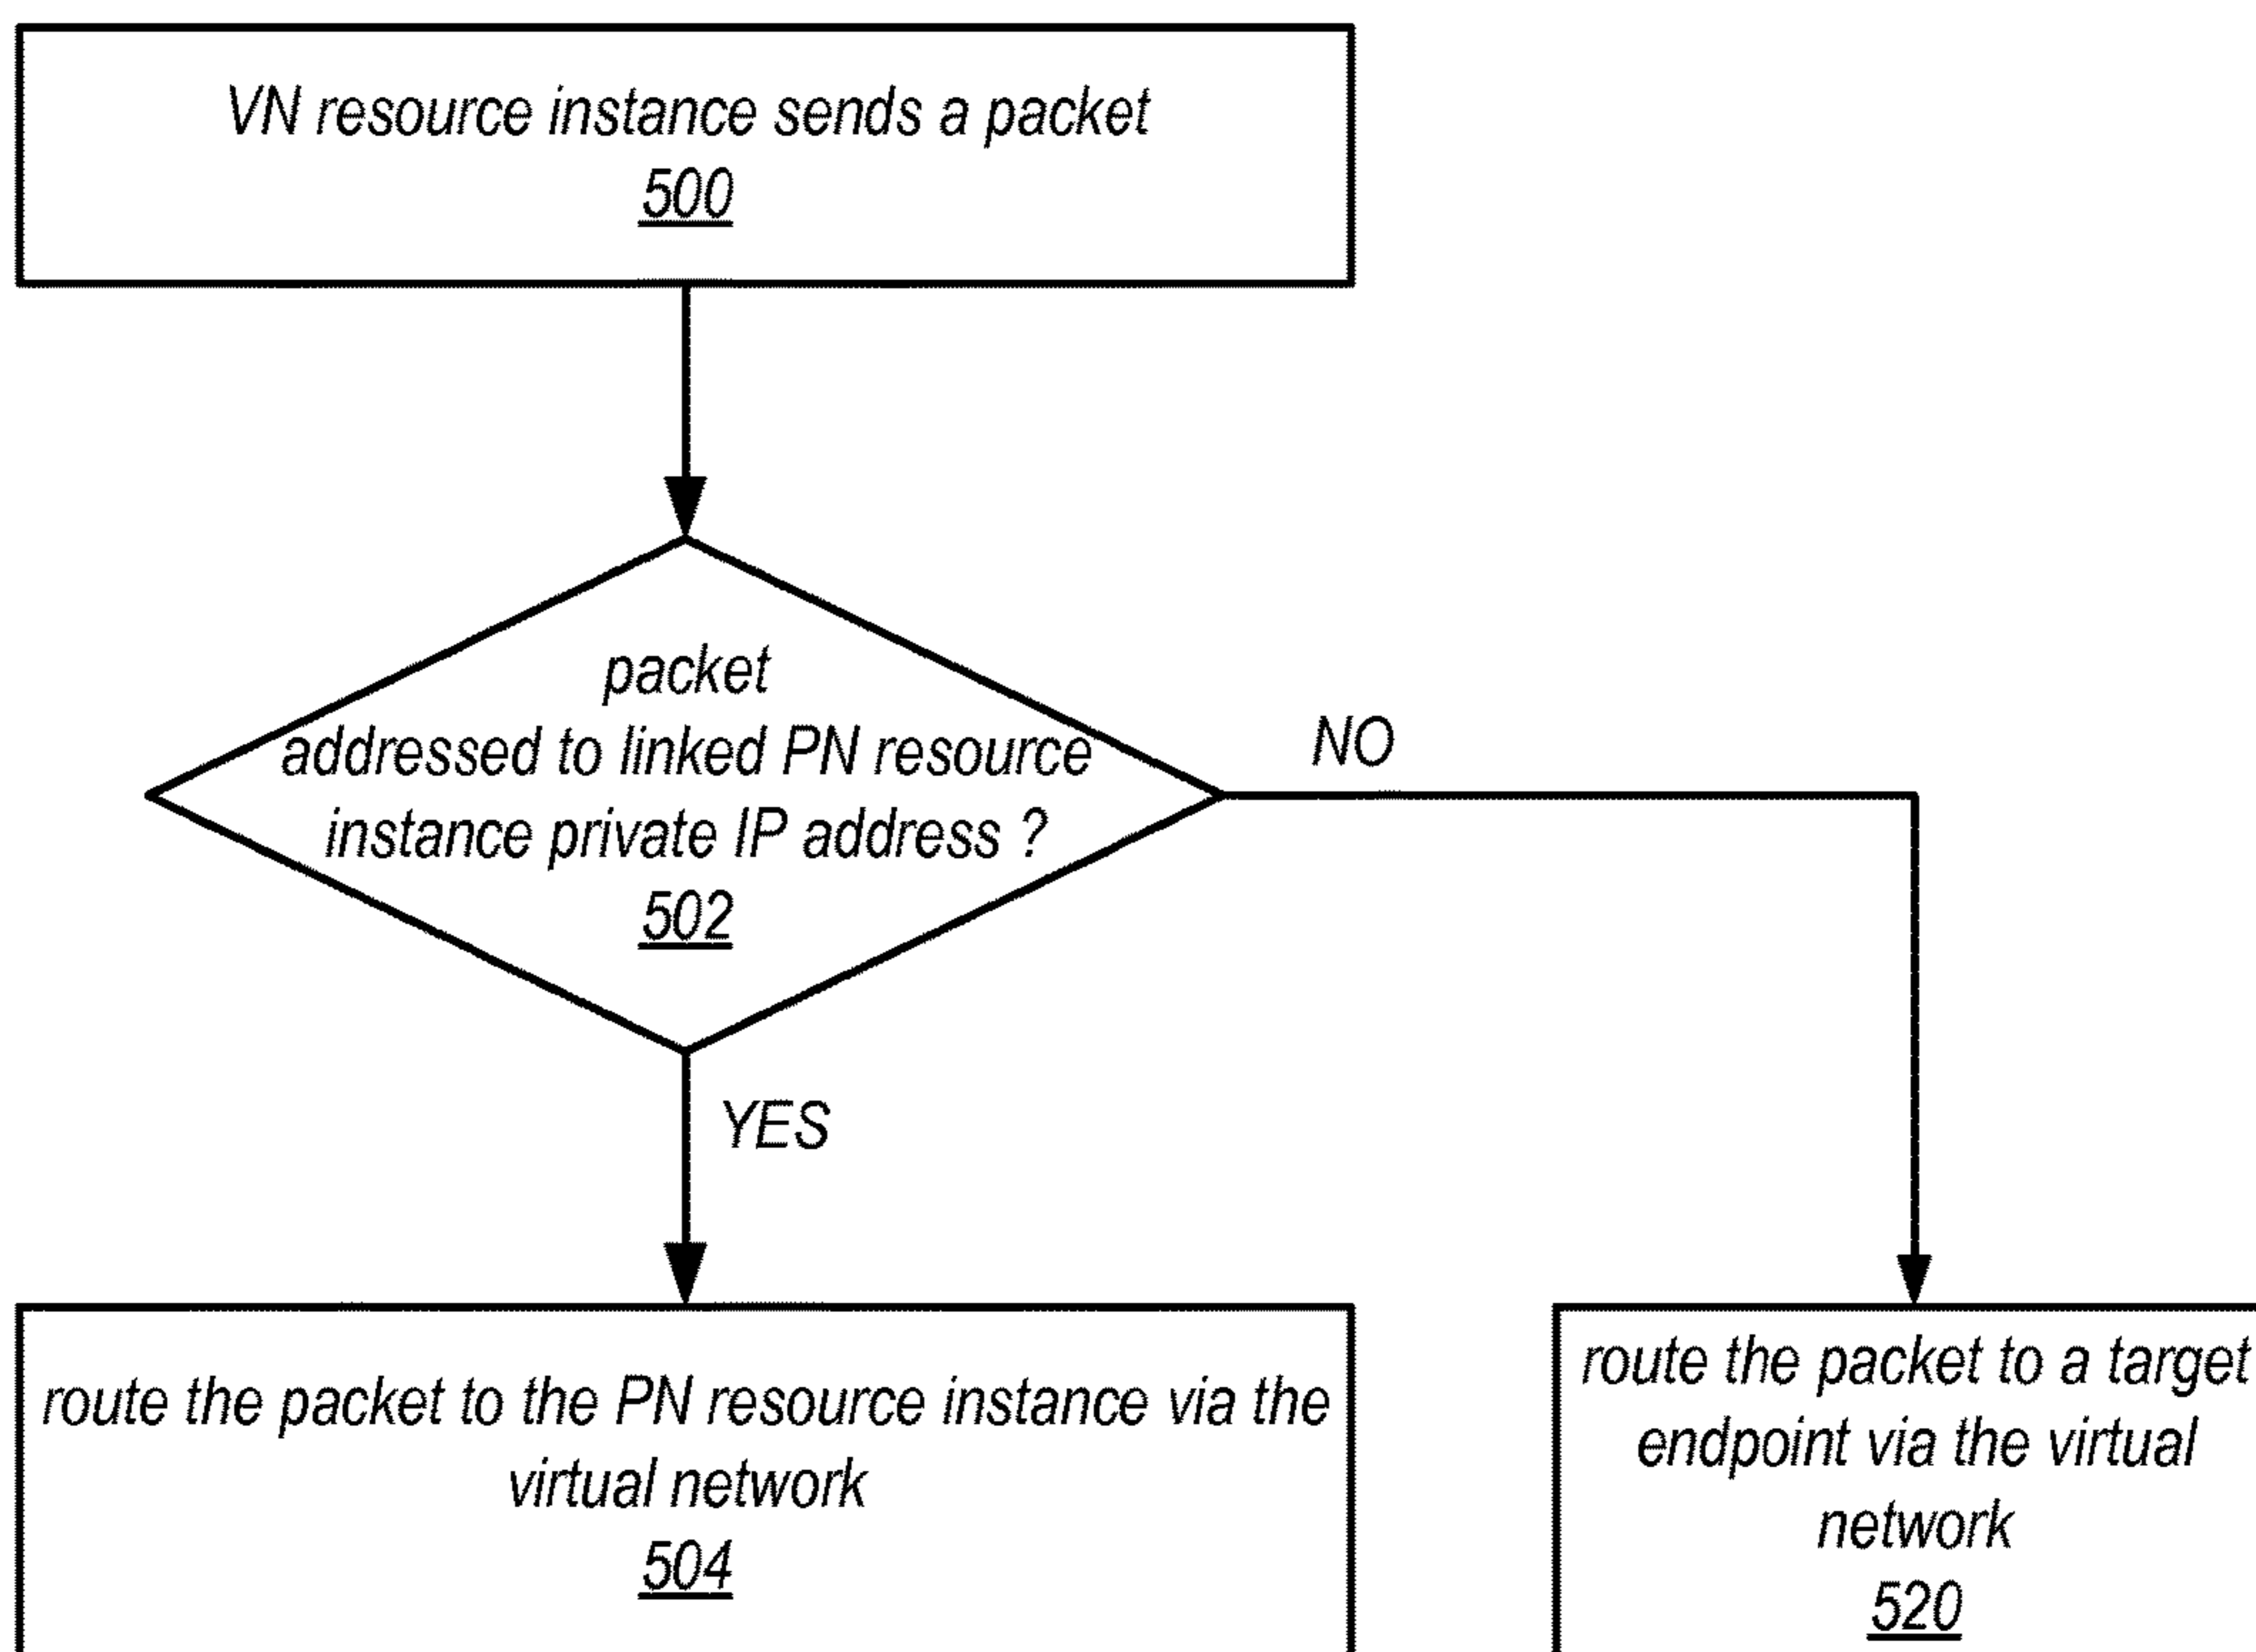 VN resource instance sends a packet
500
packet
addressed to linked PN resource
instance private IP address ?
502
NO
YES
route the packet to the PN resource instance via the
virtual network
504
route the packet to a target
endpoint via the virtual
network
520